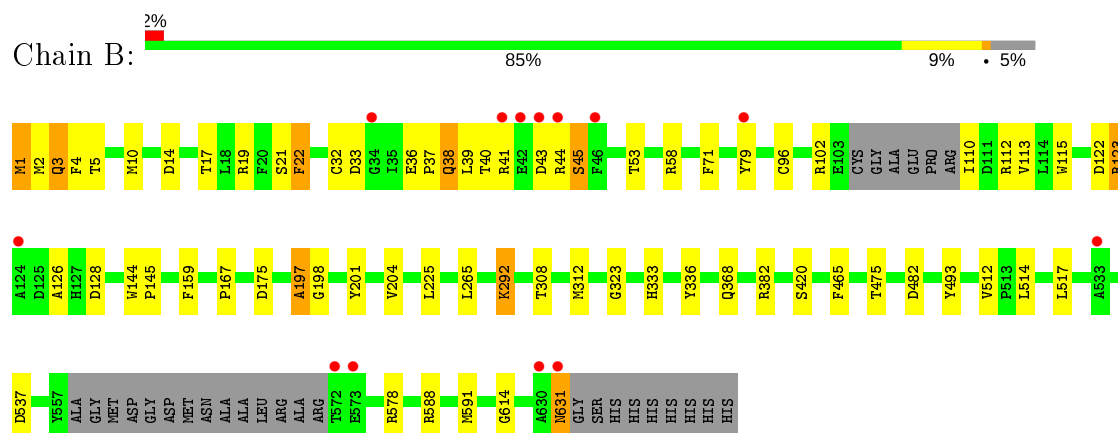 2%
Chain B:
85% 9% • 5%
M1 M2 Q3 F4 T5 M10 D14 T17 L18 R19 F20 S21 F22 C32 D33 G34 I35 E36 P37 Q38 L39 T40 R41 E42 D43 R44 S45 F46 T53 R58 F71 Y79 C96 R102 E103 CYS GLY ALA GLU PRO ARG I110 D111 R112 V113 L114 W115 D122 R123
A124 D125 A126 H127 D128 W144 P145 F159 P167 D175 A197 G198 Y201 V204 L225 L265 K292 T308 M312 G323 H333 Y336 Q368 R382 S420 F465 T475 D482 Y493 V512 P513 L514 L517 A533
D537 Y557 ALA GLY MET ASP GLY ASP MET ASN ALA ALA LEU ARG ALA ARG T572 E573 R578 R588 M591 G614 A630 N631 GLY SER HIS HIS HIS HIS HIS HIS HIS HIS